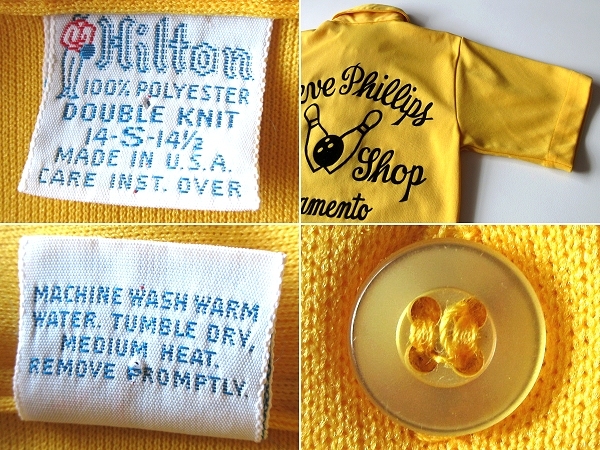 Hilton
100% POLYESTER
DOUBLE KNIT
14-S-14½
MADE IN U.S.A.
CARE INST. OVER
eve Phillips
Shop
amento
MACHINE WASH WARM
WATER. TUMBLE DRY,
MEDIUM HEAT.
REMOVE PROMPTLY.